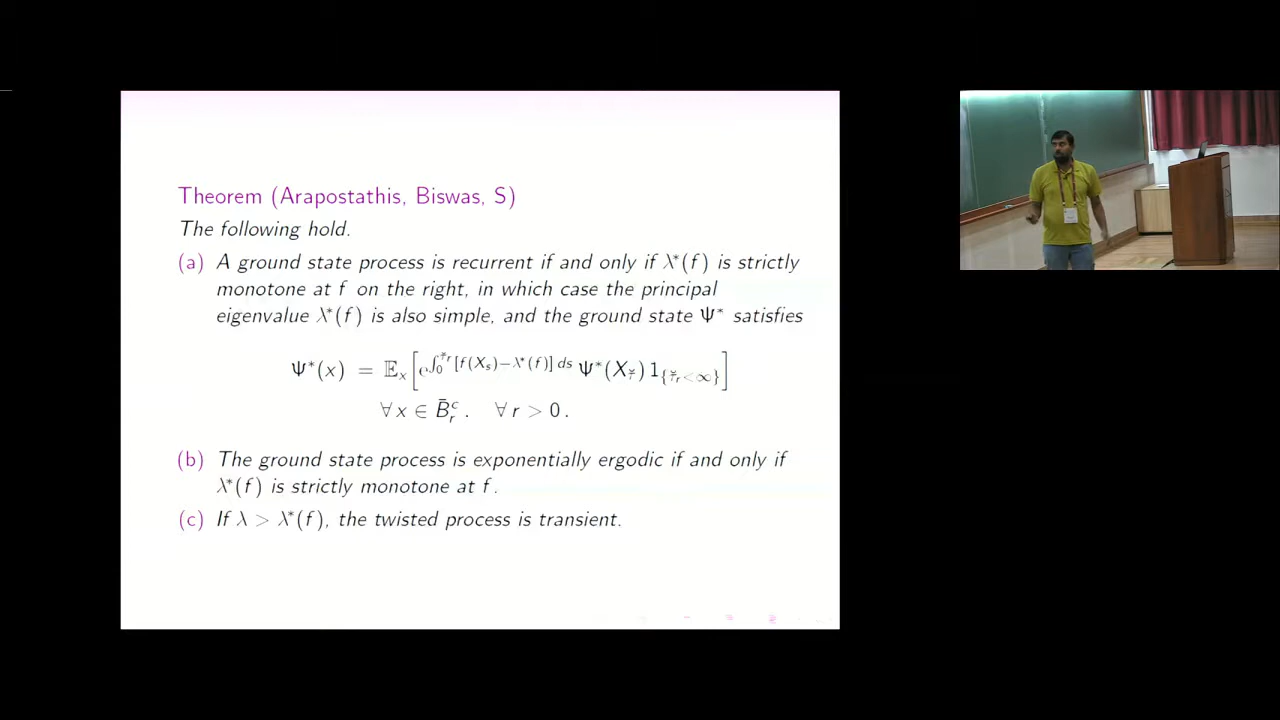 Theorem (Arapostathis, Biswas, S)
The following hold.
(a) A ground state process is recurrent if and only if λ*(f) is strictly
monotone at f on the right, in which case the principal
eigenvalue λ*(f) is also simple, and the ground state Ψ* satisfies
Ψ*(x) = 𝔼ₓ[e^{∫₀^{τ̆ᵣ} [f(Xₛ)−λ*(f)] ds} Ψ*(X_{τ̆}) 1_{{τ̆ᵣ<∞}}]
∀ x ∈ B̄ᵣᶜ . ∀ r > 0 .
(b) The ground state process is exponentially ergodic if and only if
λ*(f) is strictly monotone at f.
(c) If λ > λ*(f), the twisted process is transient.